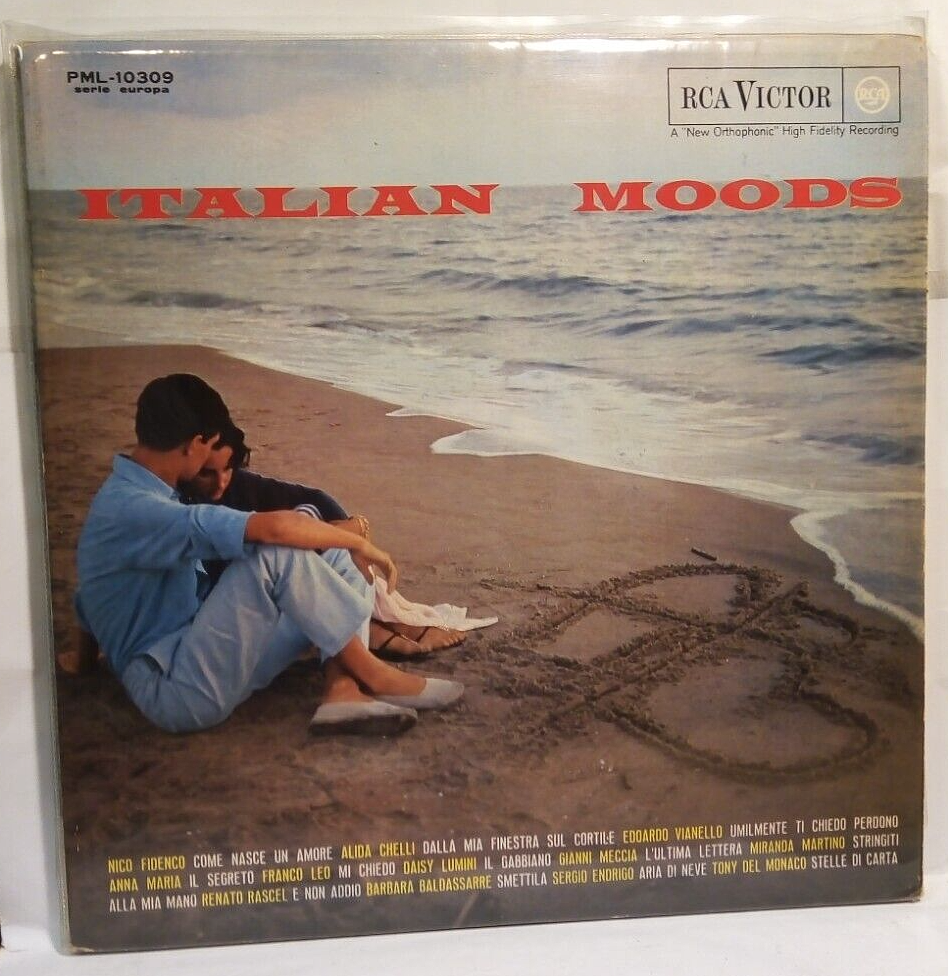 PML-10309
serie europa
RCA VICTOR RCA
A "New Orthophonic" High Fidelity Recording
ITALIAN MOODS
NICO FIDENCO COME NASCE UN AMORE ALIDA CHELLI DALLA MIA FINESTRA SUL CORTILE EDOARDO VIANELLO UMILMENTE TI CHIEDO PERDONO
ANNA MARIA IL SEGRETO FRANCO LEO MI CHIEDO DAISY LUMINI IL GABBIANO GIANNI MECCIA L'ULTIMA LETTERA MIRANDA MARTINO STRINGITI
ALLA MIA MANO RENATO RASCEL E NON ADDIO BARBARA BALDASSARRE SMETTILA SERGIO ENDRIGO ARIA DI NEVE TONY DEL MONACO STELLE DI CARTA